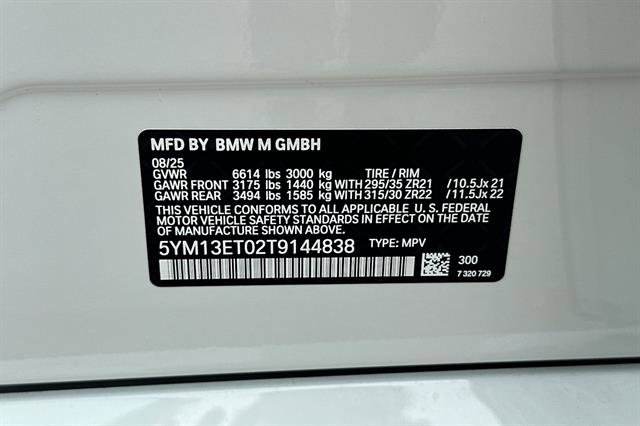 MFD BY BMW M GMBH
08/25
GVWR 6614 lbs 3000 kg TIRE / RIM
GAWR FRONT 3175 lbs 1440 kg WITH 295/35 ZR21 /10.5Jx 21
GAWR REAR 3494 lbs 1585 kg WITH 315/30 ZR22 /11.5Jx 22
THIS VEHICLE CONFORMS TO ALL APPLICABLE U.S. FEDERAL
MOTOR VEHICLE SAFETY STANDARDS IN EFFECT ON THE DATE
OF MANUFACTURE SHOWN ABOVE.
5YM13ET02T9144838 TYPE: MPV
300
7 320 729